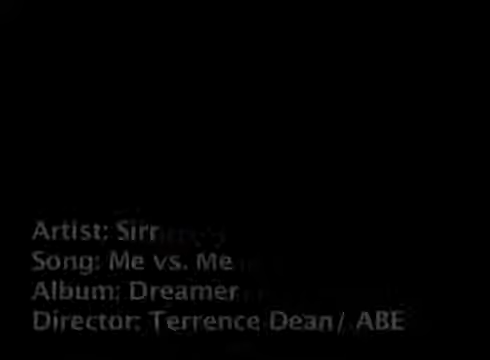 Artist: Sirr
Song: Me vs. Me
Album: Dreamer
Director: Terrence Dean/ ABE